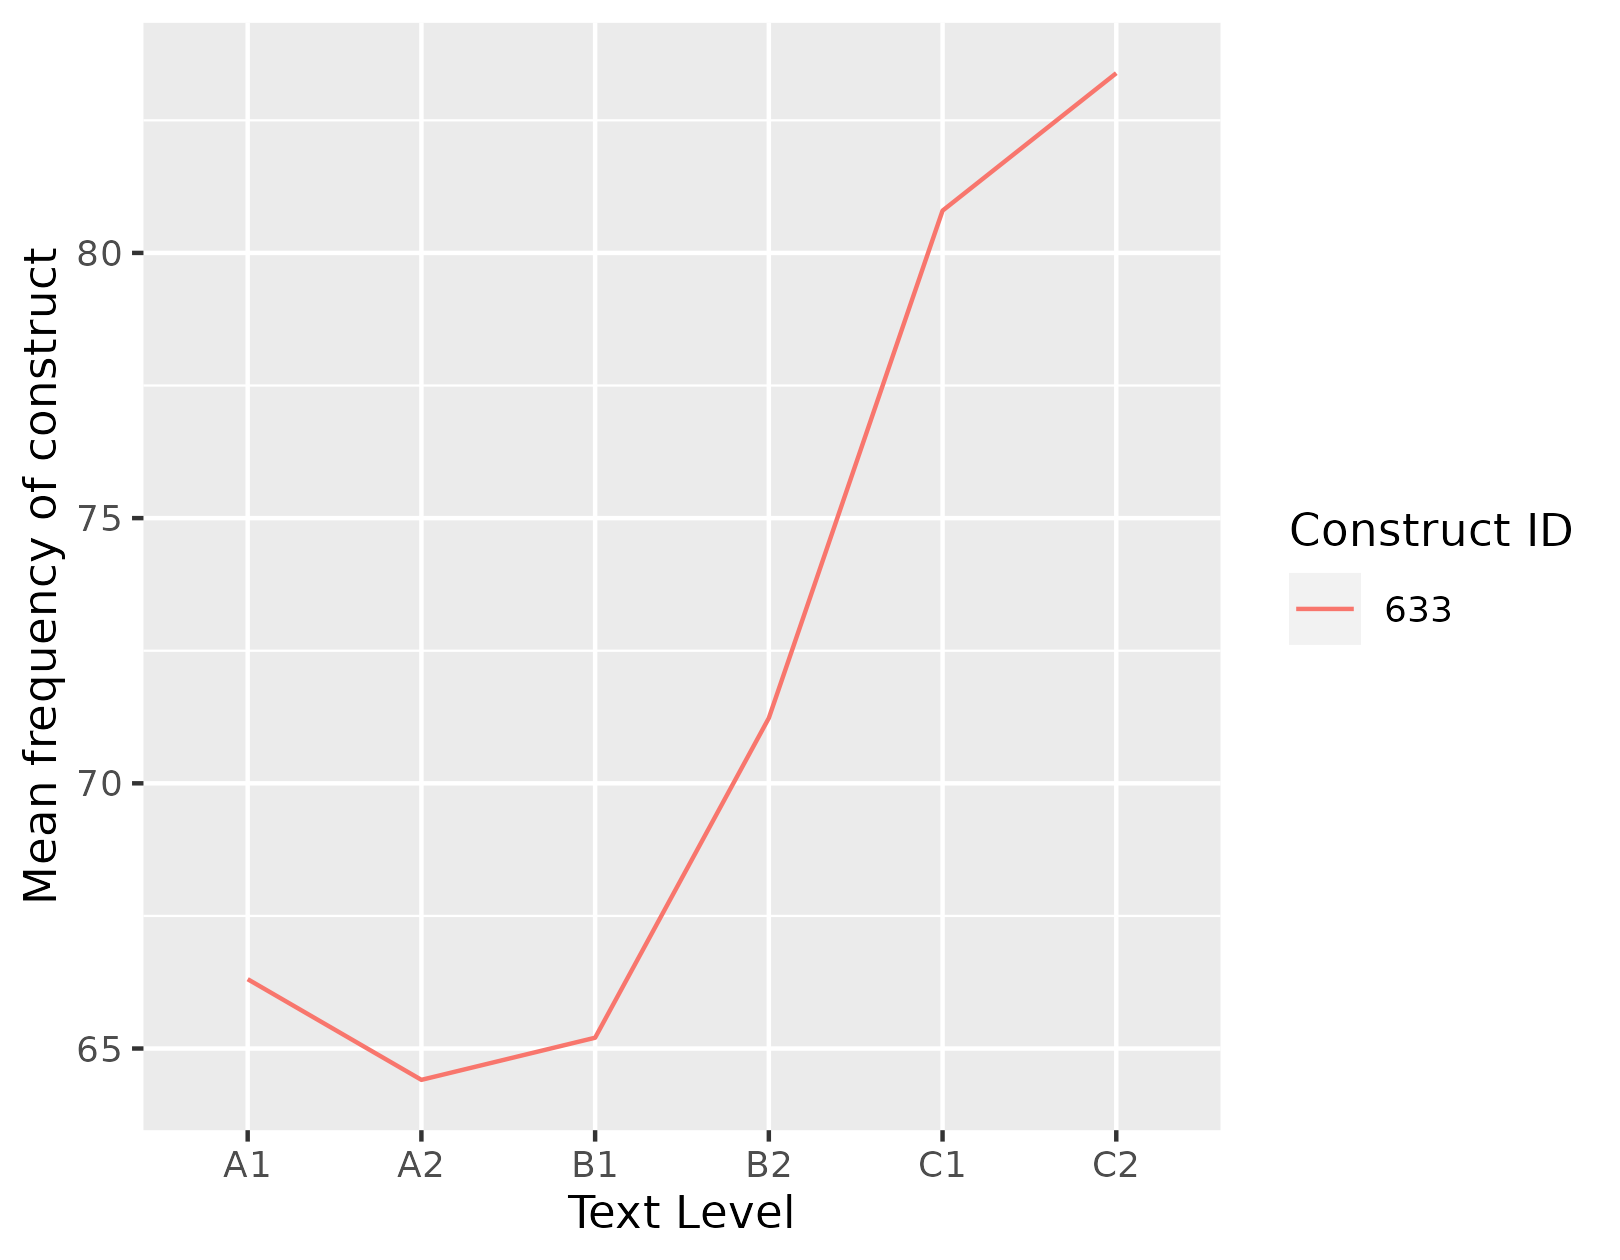 Mean frequency of construct
80
75
70
65
A1 A2 B1 B2 C1 C2
Text Level
Construct ID
633